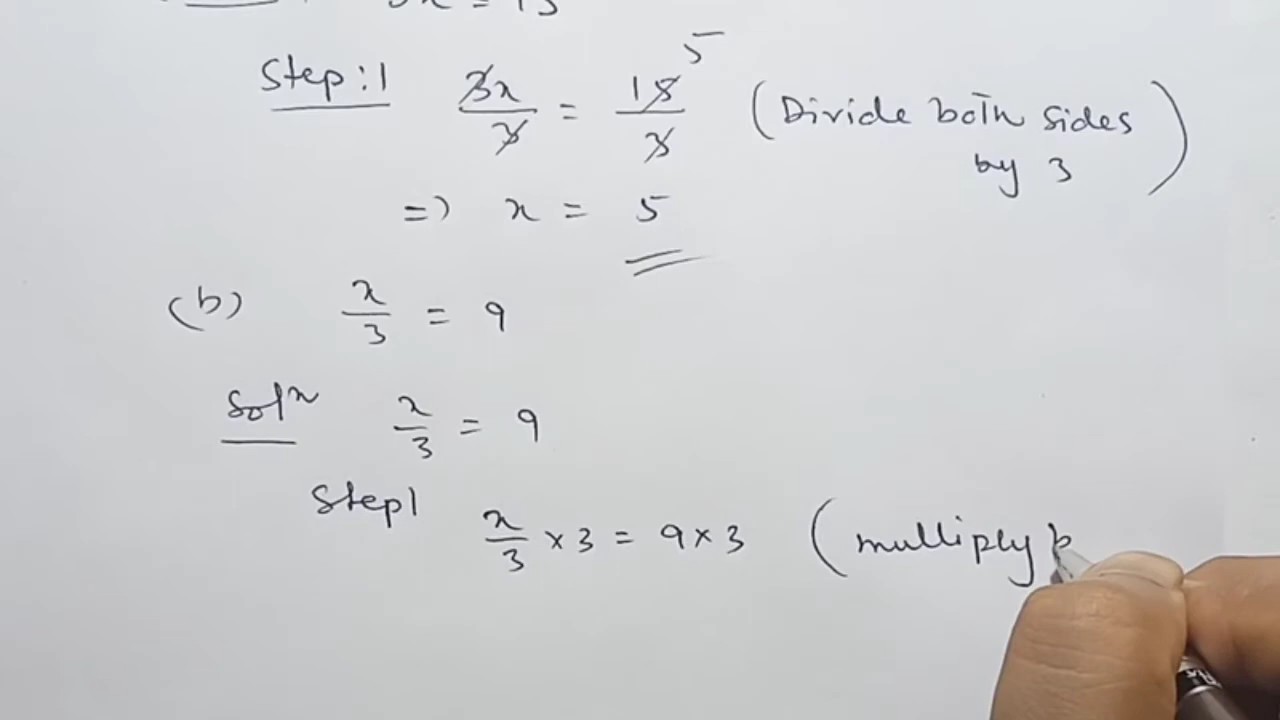 Step:1 3x/3 = 15/3 5 (Divide both sides
by 3)
=> x = 5
(b) x/3 = 9
Solⁿ x/3 = 9
Step1
x/3 × 3 = 9 × 3 (multiply b